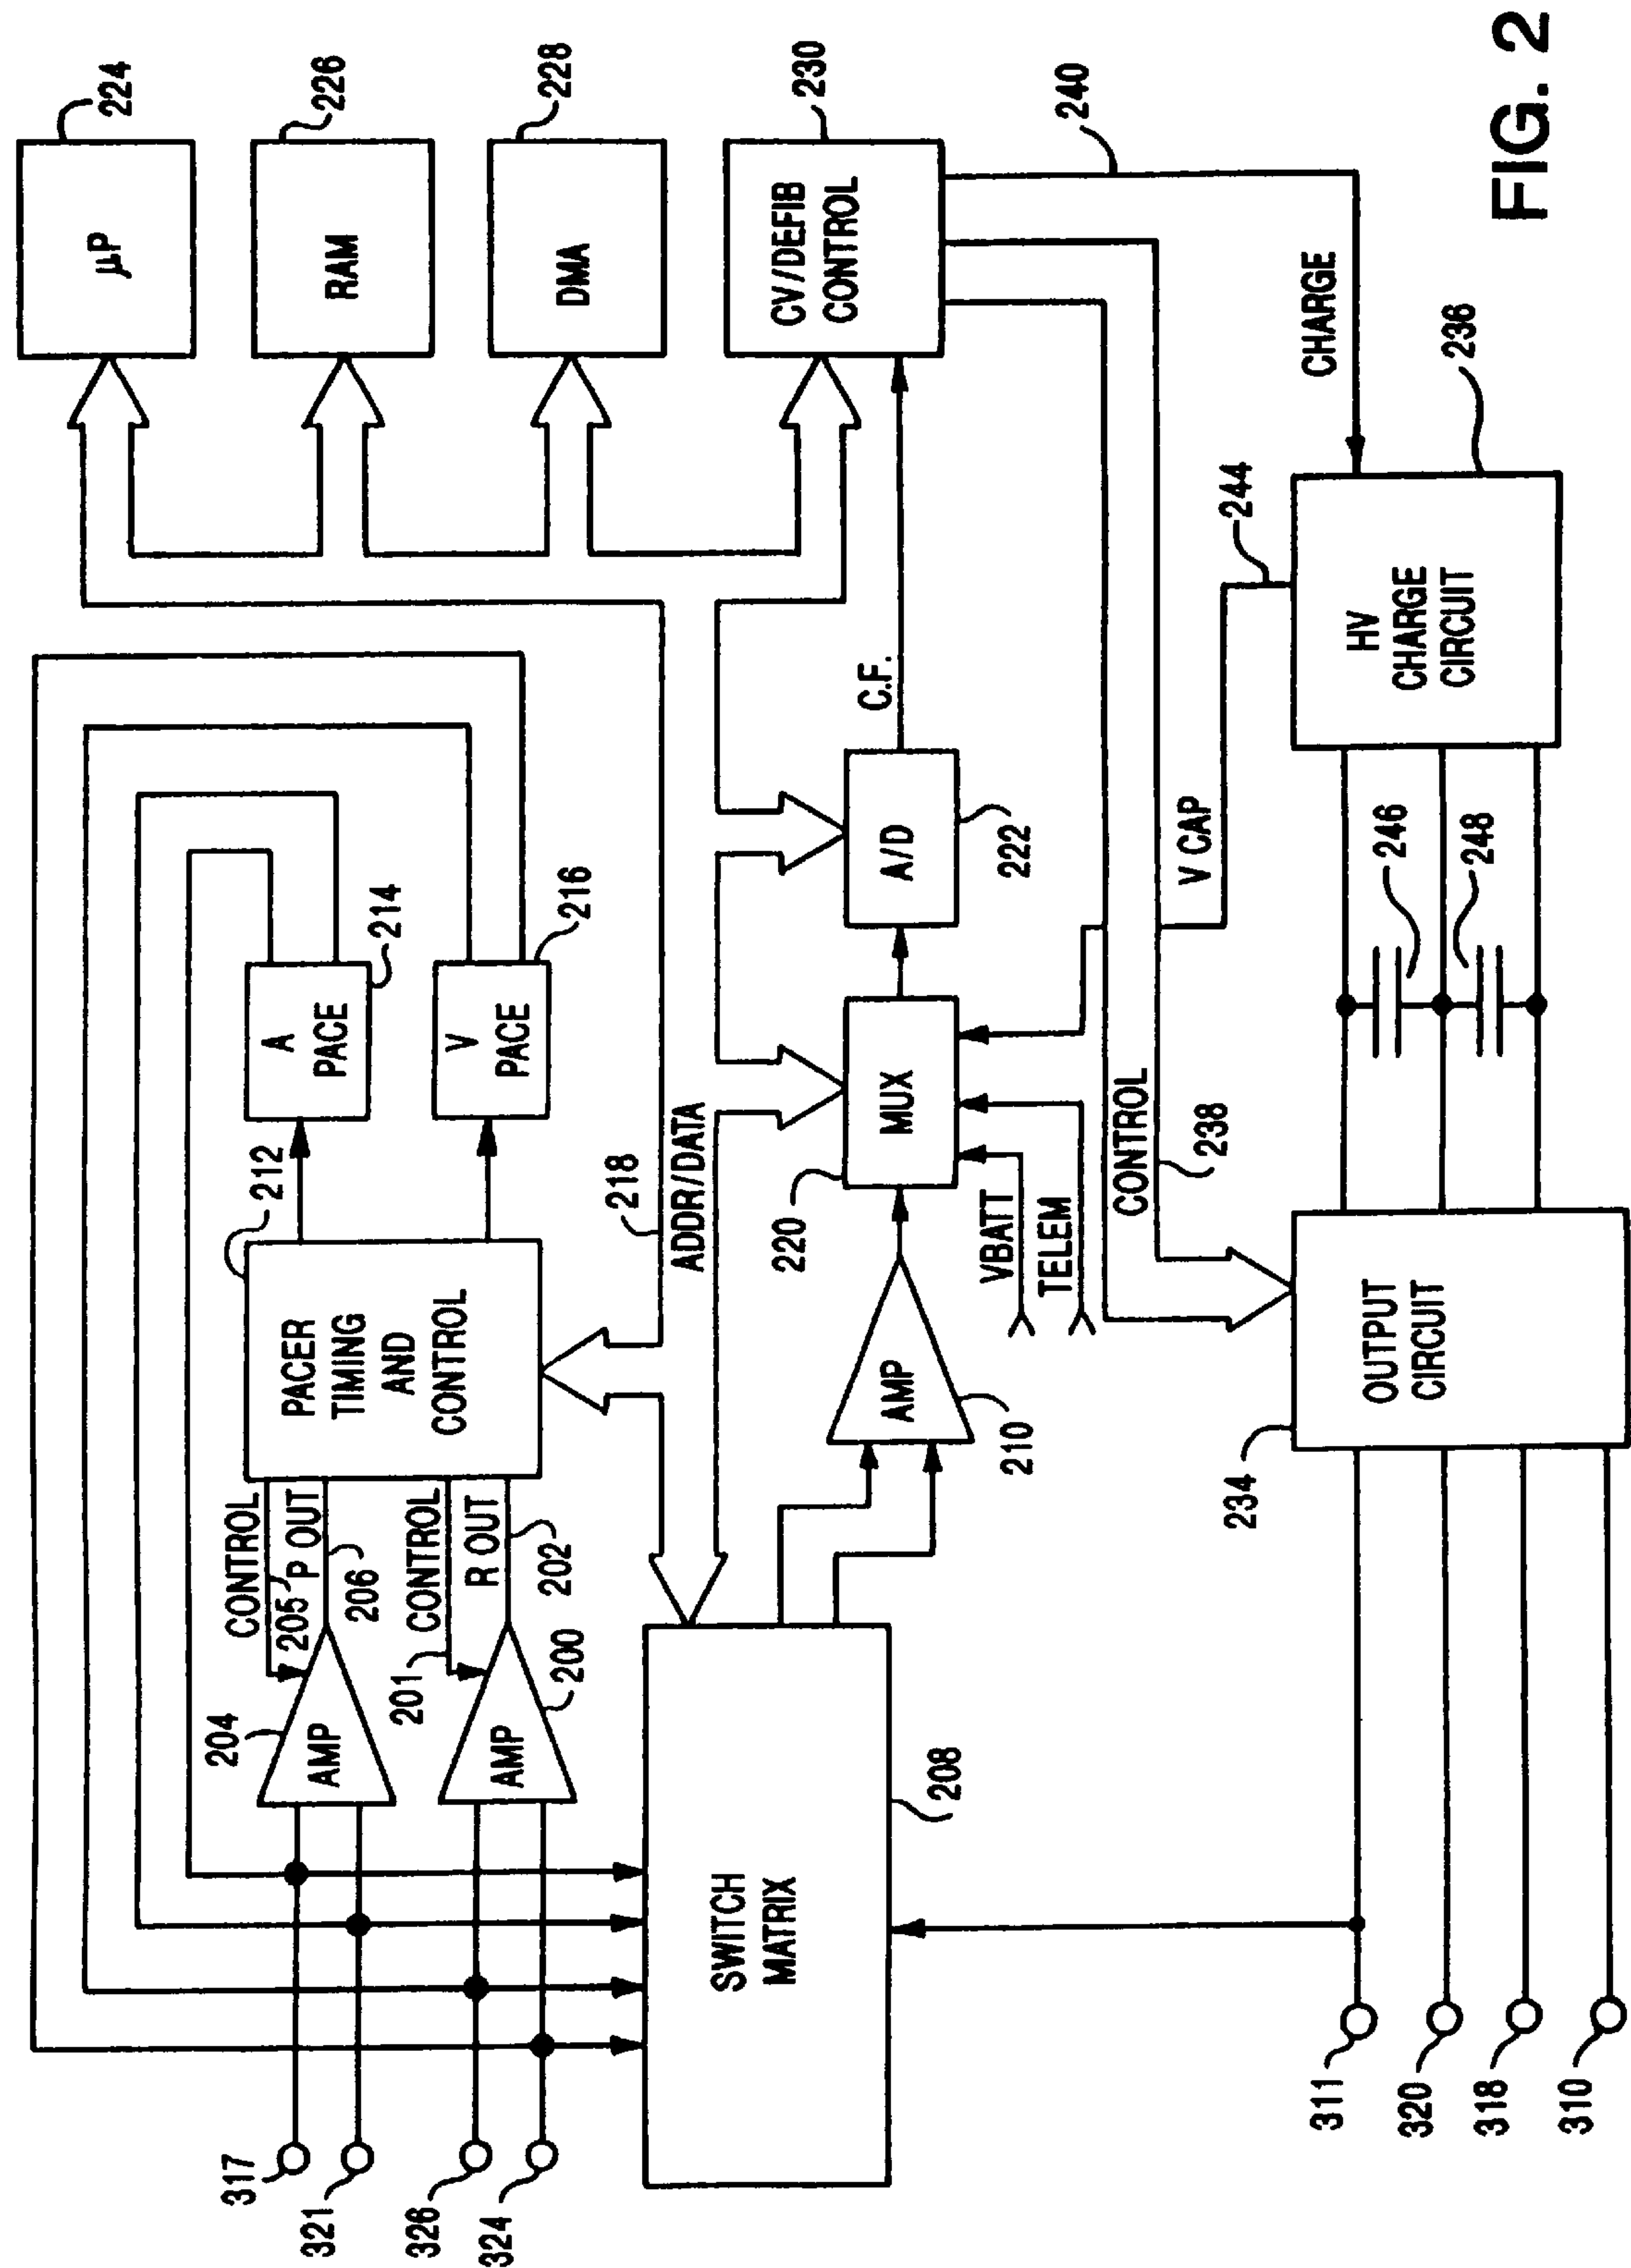 317
321
326
324
204
AMP
CONTROL
205
P OUT
206
201
CONTROL
R OUT
202
AMP
200
PACER
TIMING
AND
CONTROL
212
A
PACE
214
V
PACE
216
218
ADDR/DATA
µP
224
RAM
226
DMA
228
CV/DEFIB
CONTROL
230
SWITCH
MATRIX
208
AMP
210
220
MUX
A/D
222
C.F.
VBATT
TELEM
CONTROL
238
V CAP
244
240
CHARGE
311
320
318
310
234
OUTPUT
CIRCUIT
246
248
HV
CHARGE
CIRCUIT
236
FIG. 2